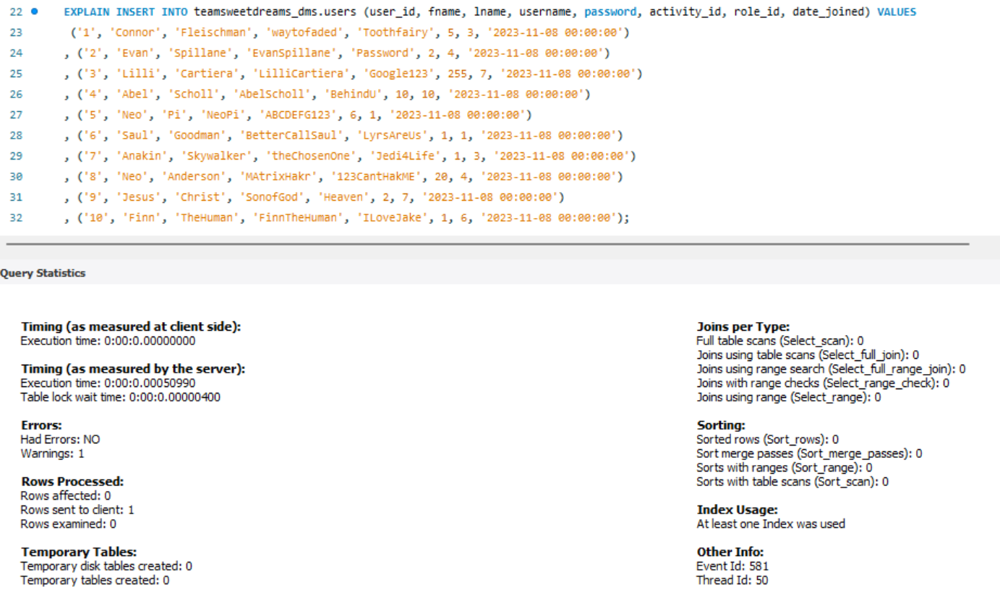 22 EXPLAIN INSERT INTO teamsweetdreams_dms.users (user_id, fname, lname, username, password, activity_id, role_id, date_joined) VALUES
23 ('1', 'Connor', 'Fleischman', 'waytofaded', 'Toothfairy', 5, 3, '2023-11-08 00:00:00')
24 , ('2', 'Evan', 'Spillane', 'EvanSpillane', 'Password', 2, 4, '2023-11-08 00:00:00')
25 , ('3', 'Lilli', 'Cartiera', 'LilliCartiera', 'Google123', 255, 7, '2023-11-08 00:00:00')
26 , ('4', 'Abel', 'Scholl', 'AbelScholl', 'BehindU', 10, 10, '2023-11-08 00:00:00')
27 , ('5', 'Neo', 'Pi', 'NeoPi', 'ABCDEFG123', 6, 1, '2023-11-08 00:00:00')
28 , ('6', 'Saul', 'Goodman', 'BetterCallSaul', 'LyrsAreUs', 1, 1, '2023-11-08 00:00:00')
29 , ('7', 'Anakin', 'Skywalker', 'theChosenOne', 'Jedi4Life', 1, 3, '2023-11-08 00:00:00')
30 , ('8', 'Neo', 'Anderson', 'MAtrixHakr', '123CantHakME', 20, 4, '2023-11-08 00:00:00')
31 , ('9', 'Jesus', 'Christ', 'SonofGod', 'Heaven', 2, 7, '2023-11-08 00:00:00')
32 , ('10', 'Finn', 'TheHuman', 'FinnTheHuman', 'ILoveJake', 1, 6, '2023-11-08 00:00:00');
Query Statistics
Timing (as measured at client side):
Execution time: 0:00:0.00000000
Timing (as measured by the server):
Execution time: 0:00:0.00050990
Table lock wait time: 0:00:0.00000400
Errors:
Had Errors: NO
Warnings: 1
Rows Processed:
Rows affected: 0
Rows sent to client: 1
Rows examined: 0
Temporary Tables:
Temporary disk tables created: 0
Temporary tables created: 0
Joins per Type:
Full table scans (Select_scan): 0
Joins using table scans (Select_full_join): 0
Joins using range search (Select_full_range_join): 0
Joins with range checks (Select_range_check): 0
Joins using range (Select_range): 0
Sorting:
Sorted rows (Sort_rows): 0
Sort merge passes (Sort_merge_passes): 0
Sorts with ranges (Sort_range): 0
Sorts with table scans (Sort_scan): 0
Index Usage:
At least one Index was used
Other Info:
Event Id: 581
Thread Id: 50